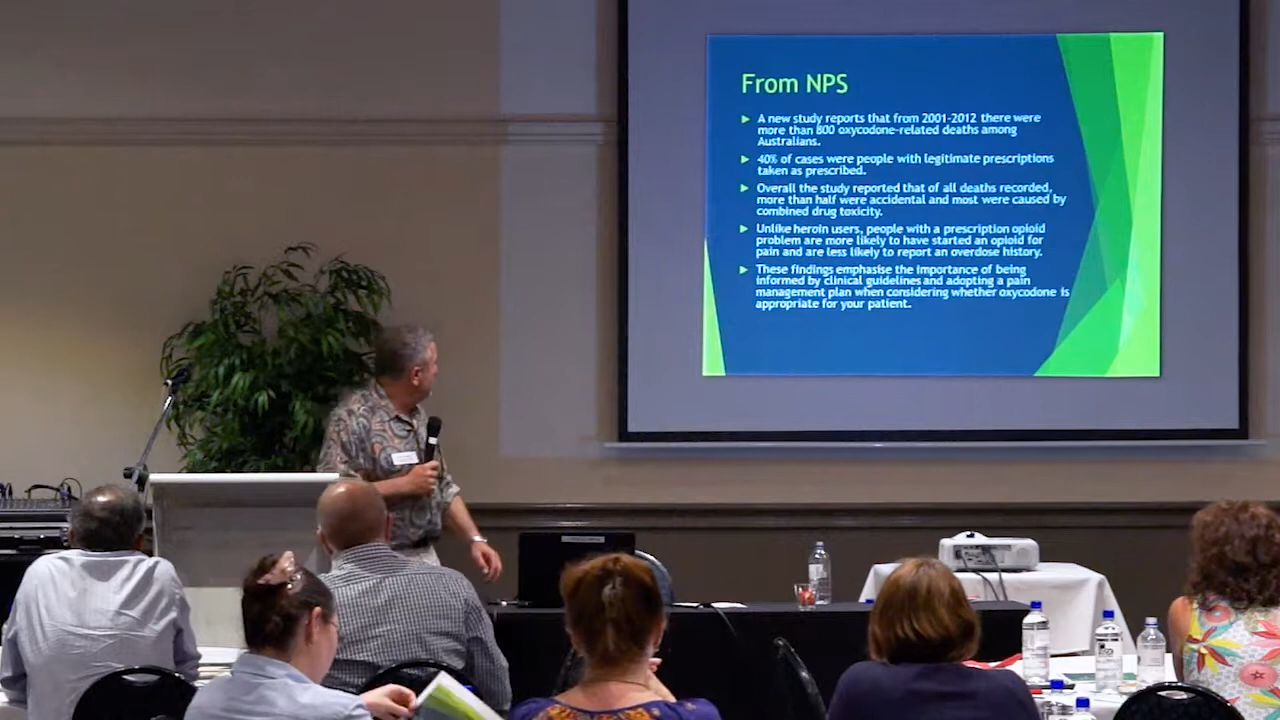 From NPS
A new study reports that from 2001-2012 there were
more than 800 oxycodone-related deaths among
Australians.
40% of cases were people with legitimate prescriptions
taken as prescribed.
Overall the study reported that of all deaths recorded,
more than half were accidental and most were caused by
combined drug toxicity.
Unlike heroin users, people with a prescription opioid
problem are more likely to have started an opioid for
pain and are less likely to report an overdose history.
These findings emphasise the importance of being
informed by clinical guidelines and adopting a pain
management plan when considering whether oxycodone is
appropriate for your patient.